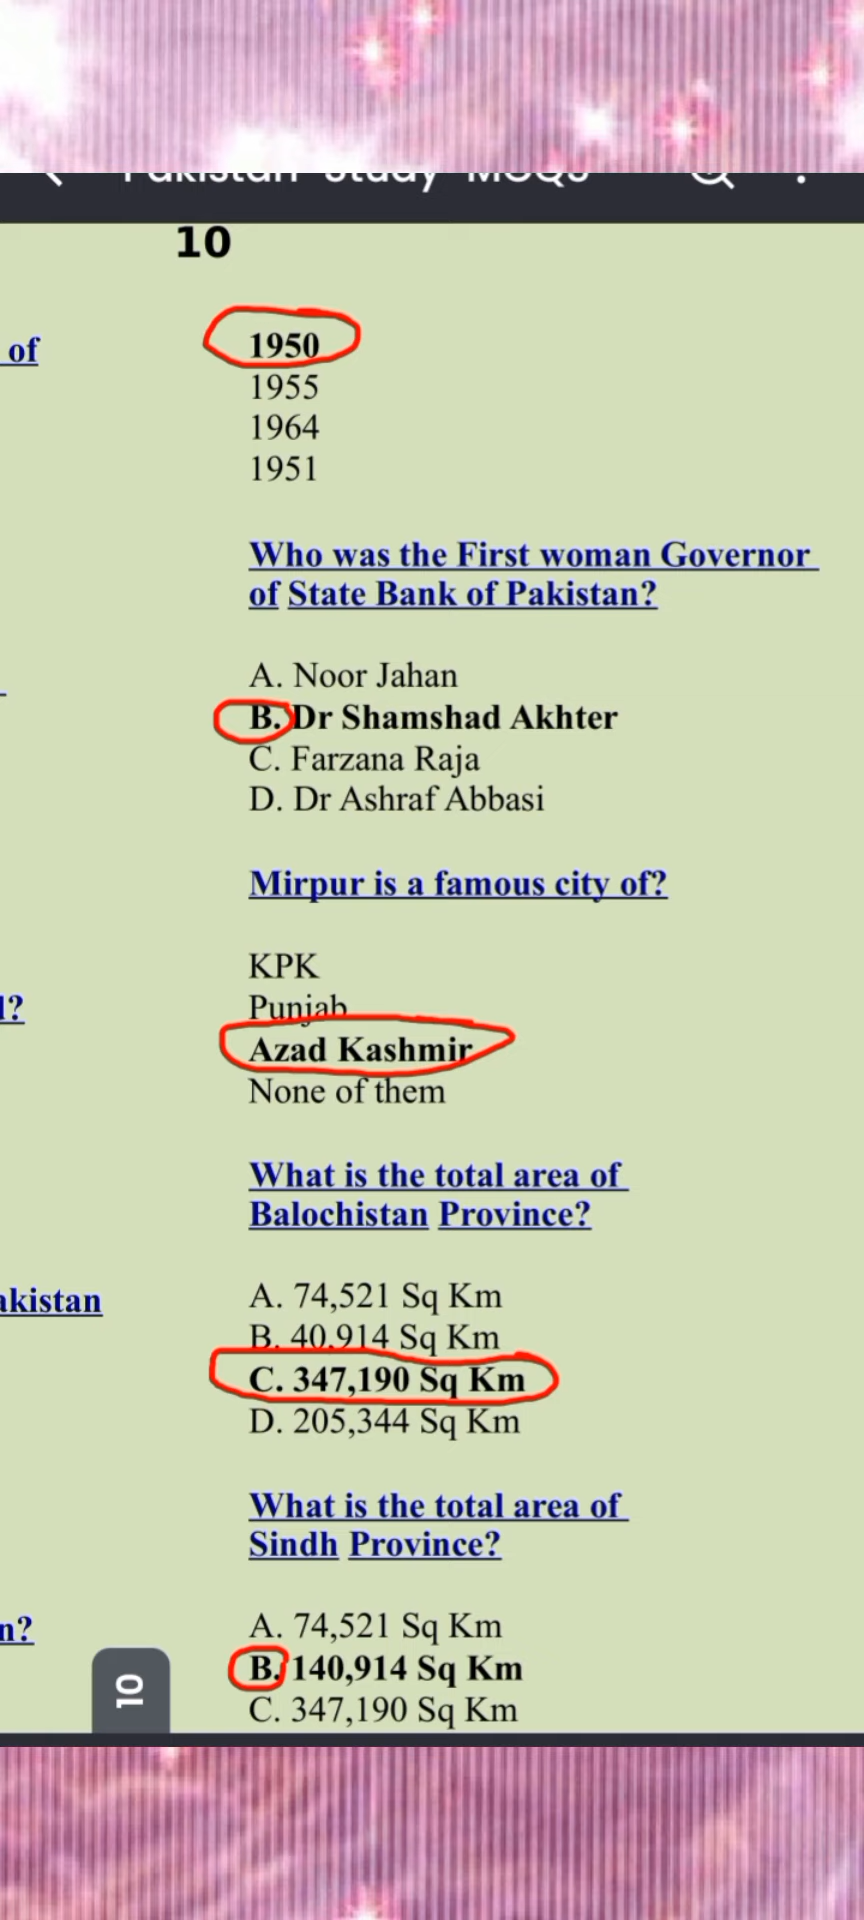 Pakistan Study MCQS
10
of
1950
1955
1964
1951
Who was the First woman Governor
of State Bank of Pakistan?
A. Noor Jahan
B. Dr Shamshad Akhter
C. Farzana Raja
D. Dr Ashraf Abbasi
Mirpur is a famous city of?
KPK
Punjab
Azad Kashmir
None of them
What is the total area of
Balochistan Province?
A. 74,521 Sq Km
B. 40,914 Sq Km
C. 347,190 Sq Km
D. 205,344 Sq Km
What is the total area of
Sindh Province?
A. 74,521 Sq Km
B. 140,914 Sq Km
C. 347,190 Sq Km
10